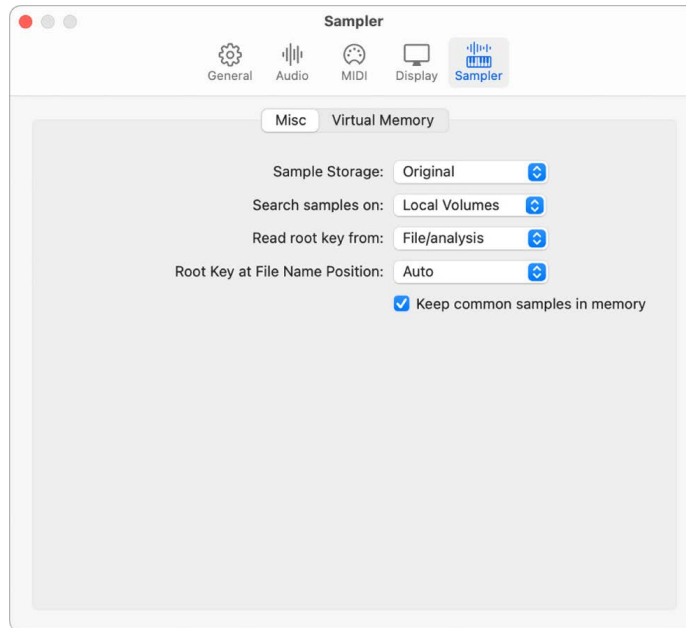 Sampler
General Audio MIDI Display Sampler
Misc Virtual Memory
Sample Storage: Original
Search samples on: Local Volumes
Read root key from: File/analysis
Root Key at File Name Position: Auto
Keep common samples in memory